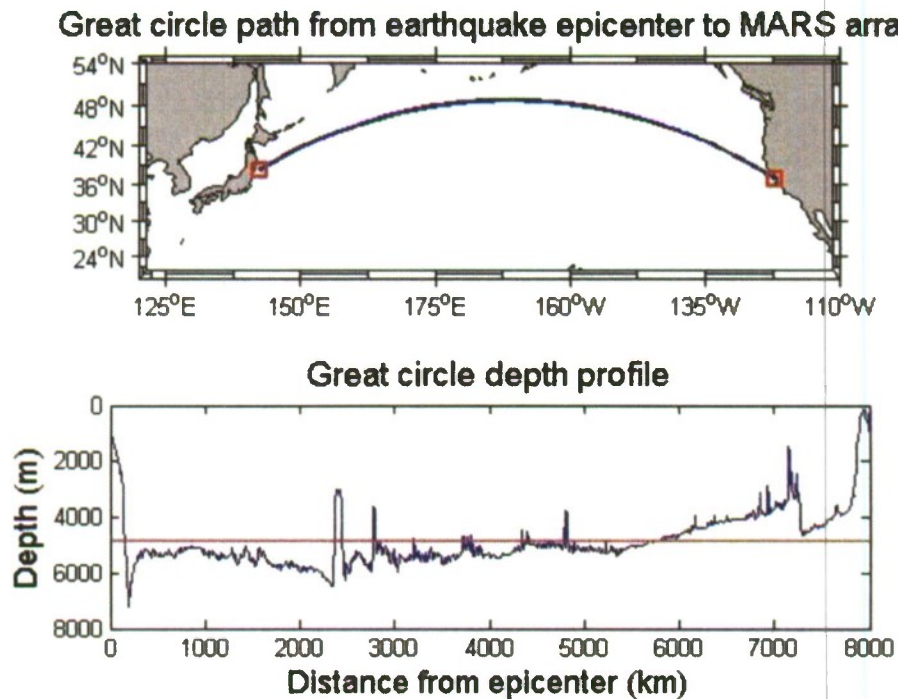 Great circle path from earthquake epicenter to MARS arra
54°N
48°N
42°N
36°N
30°N
24°N
125°E 150°E 175°E 160°W 135°W 110°W
Great circle depth profile
Depth (m)
0
2000
4000
6000
8000
0 1000 2000 3000 4000 5000 6000 7000 8000
Distance from epicenter (km)